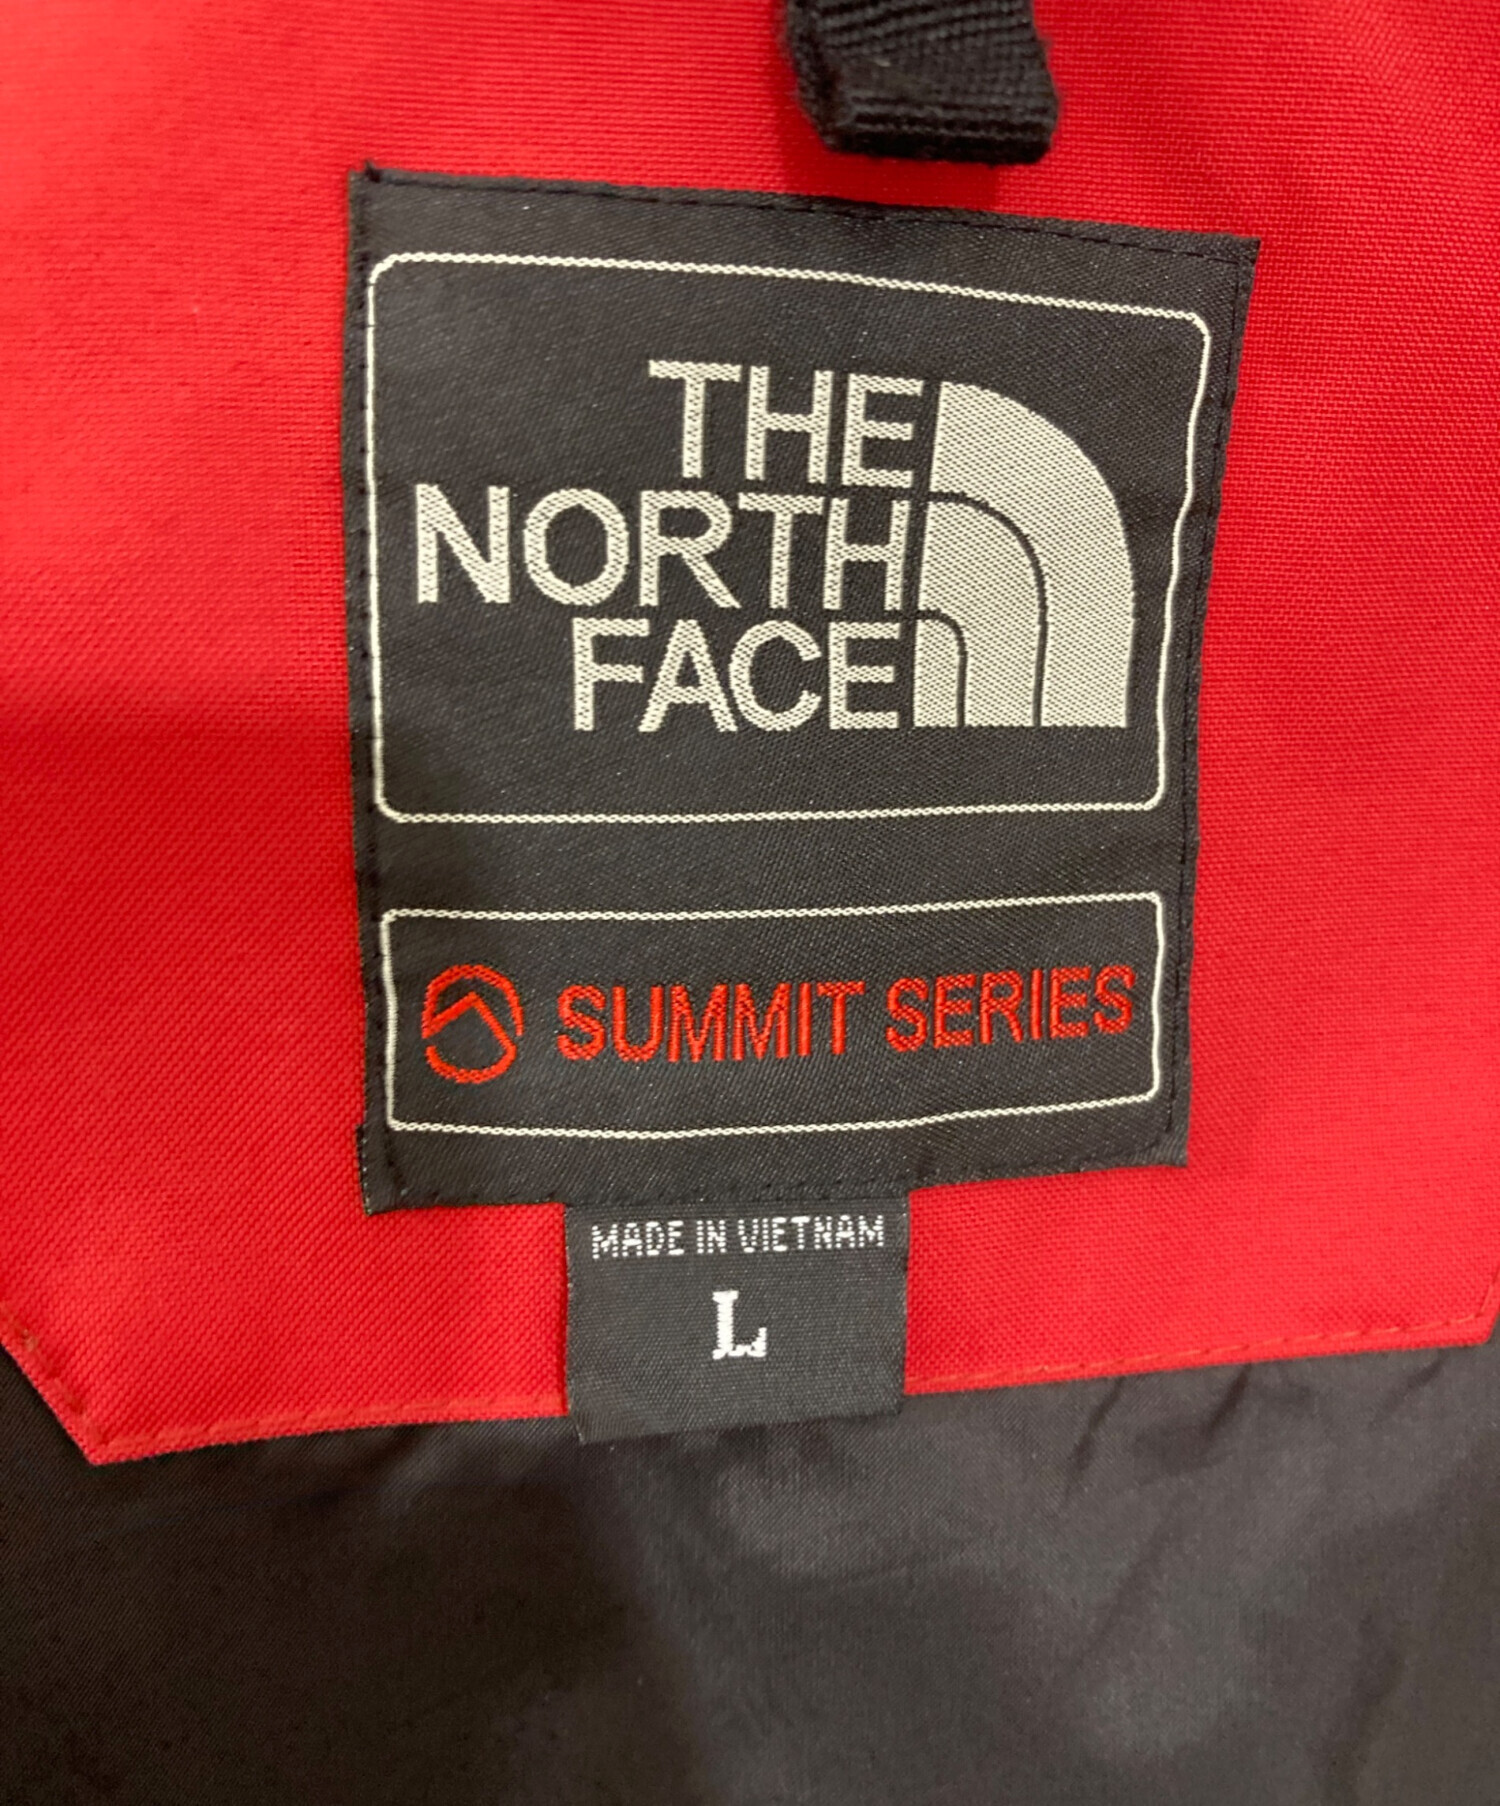 THE
NORTH
FACE
SUMMIT SERIES
MADE IN VIETNAM
L